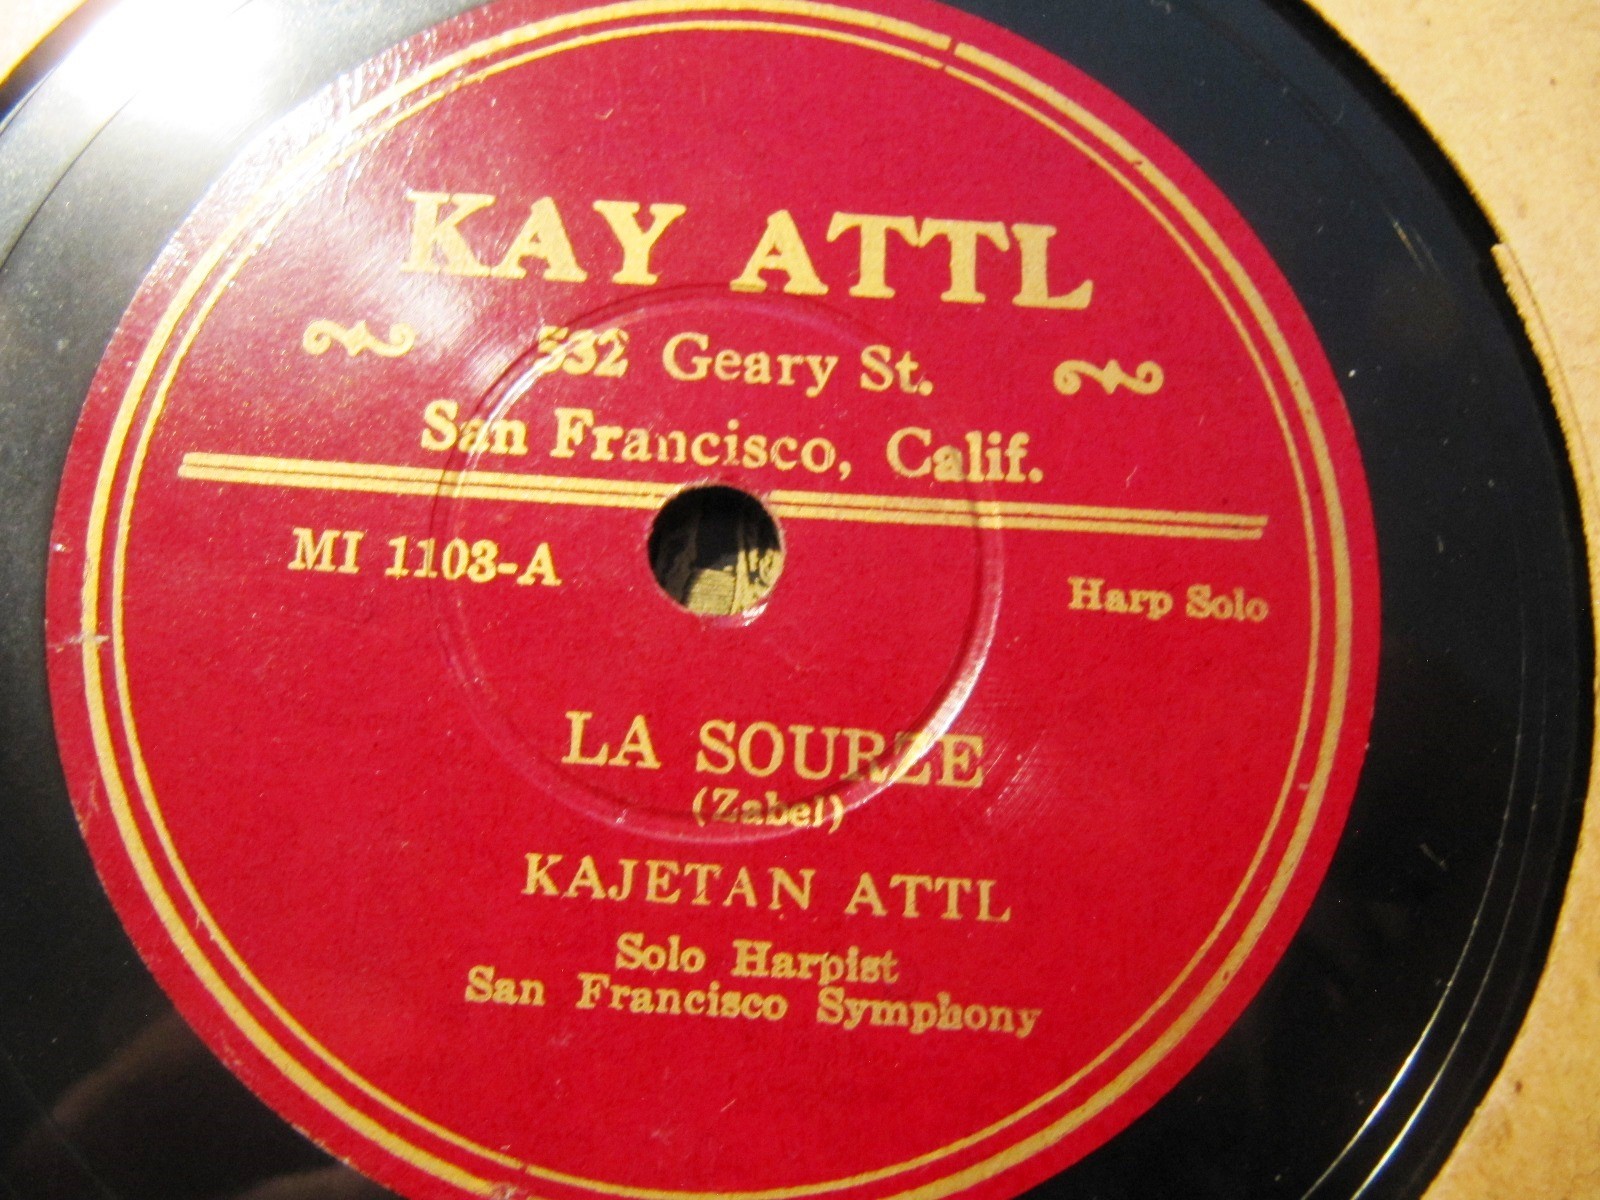 KAY ATTL
532 Geary St.
San Francisco, Calif.
MI 1103-A
Harp Solo
LA SOURZE
(Zabel)
KAJETAN ATTL
Solo Harpist
San Francisco Symphony